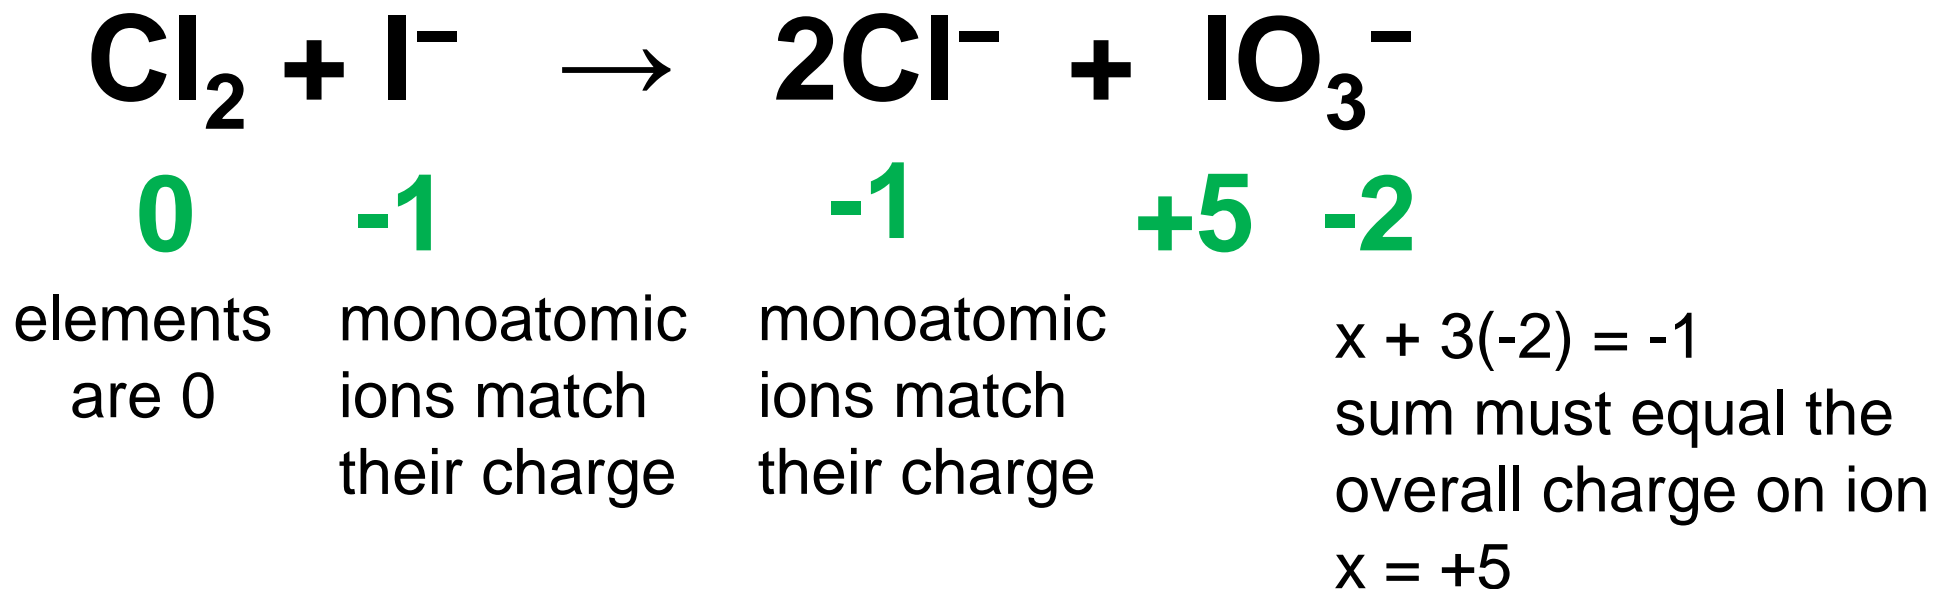 Cl₂ + I⁻ → 2Cl⁻ + IO₃⁻
0 -1 -1 +5 -2
elements
are 0
monoatomic
ions match
their charge
monoatomic
ions match
their charge
x + 3(-2) = -1
sum must equal the
overall charge on ion
x = +5